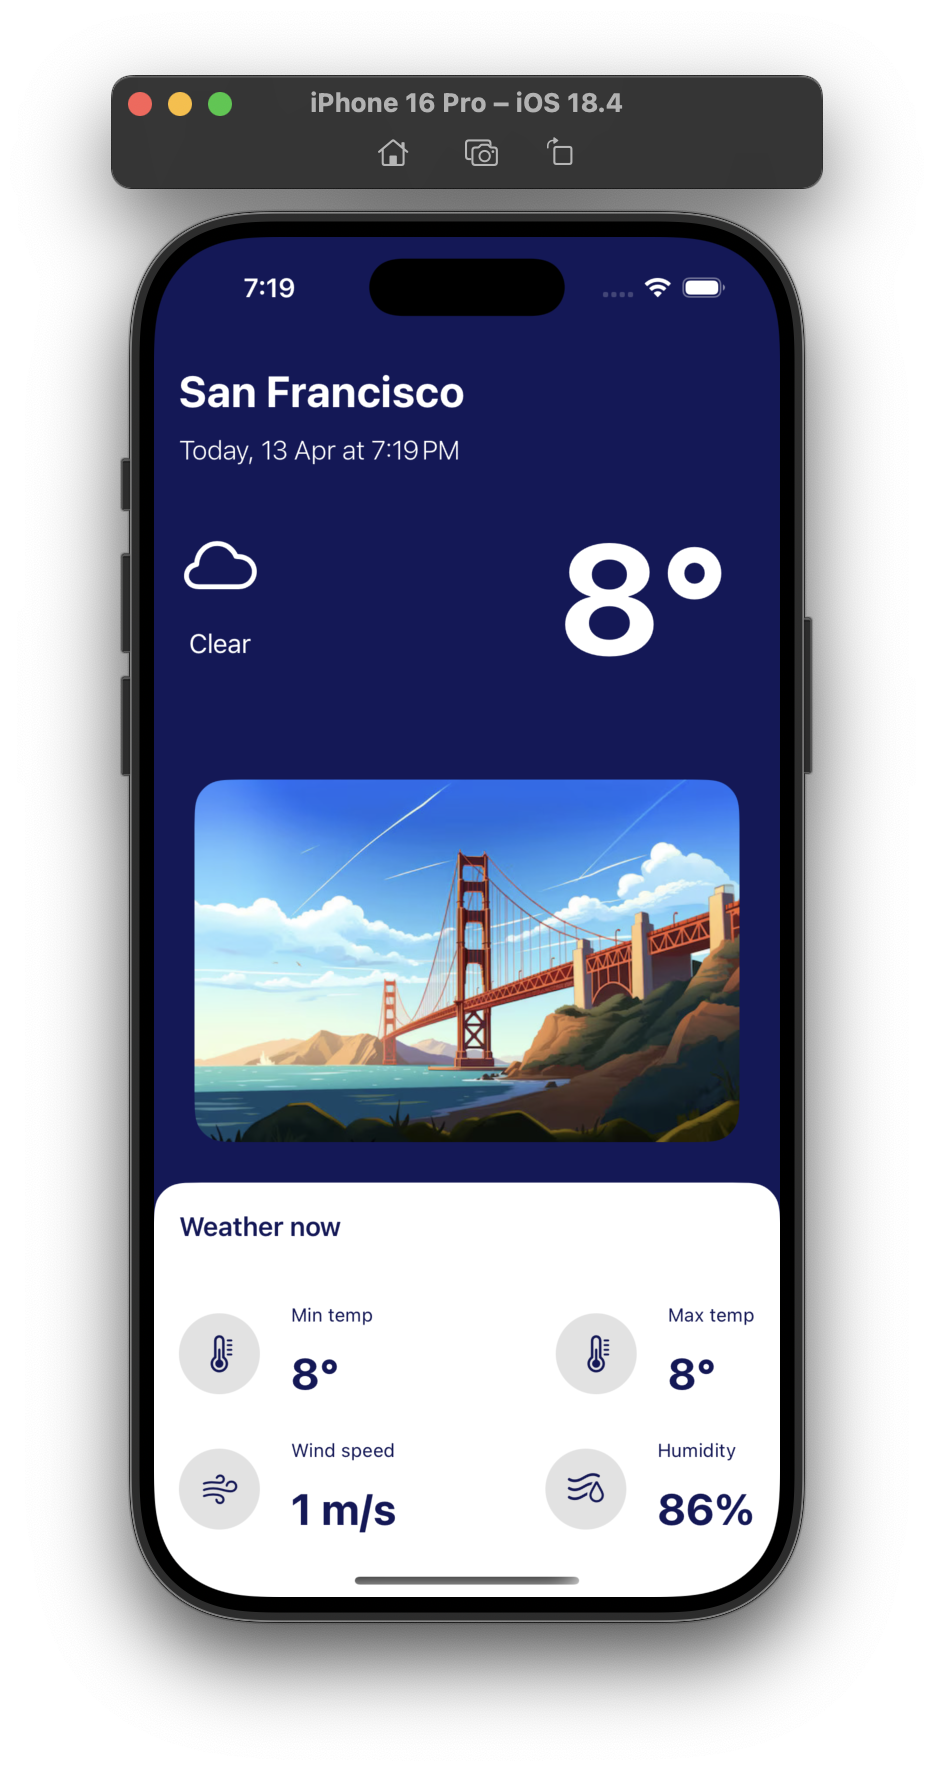 iPhone 16 Pro – iOS 18.4
7:19
San Francisco
Today, 13 Apr at 7:19 PM
8°
Clear
Weather now
Min temp
8°
Max temp
8°
Wind speed
1 m/s
Humidity
86%